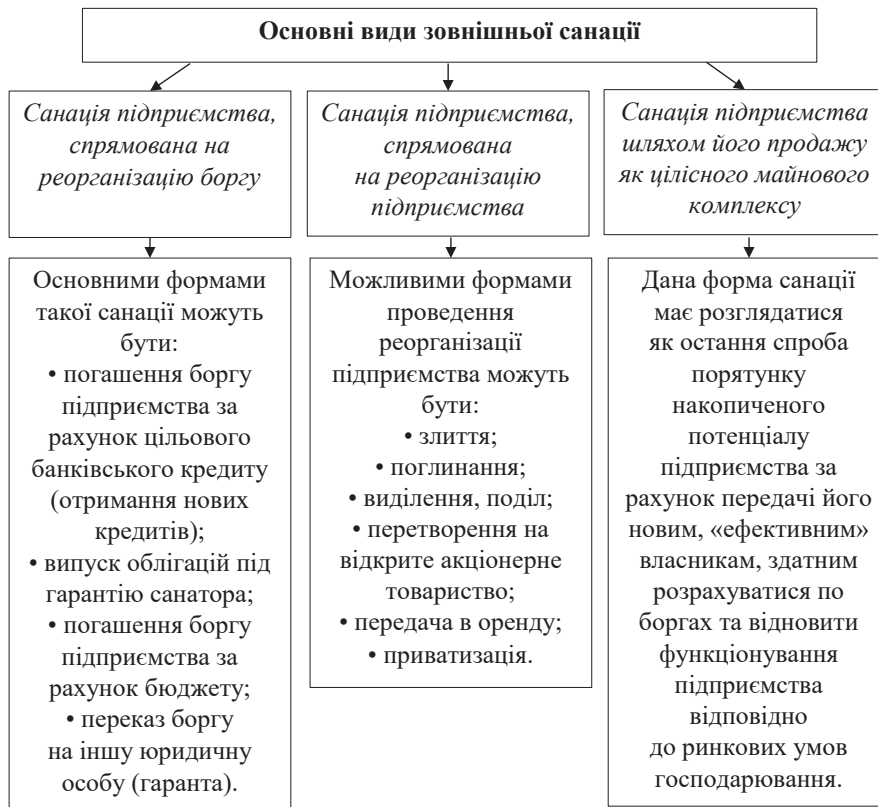 Основні види зовнішньої санації
Санація підприємства,
спрямована на
реорганізацію боргу
Санація підприємства,
спрямована
на реорганізацію
підприємства
Санація підприємства
шляхом його продажу
як цілісного майнового
комплексу
Основними формами
такої санації можуть
бути:
• погашення боргу
підприємства за
рахунок цільового
банківського кредиту
(отримання нових
кредитів);
• випуск облігацій під
гарантію санатора;
• погашення боргу
підприємства за
рахунок бюджету;
• переказ боргу
на іншу юридичну
особу (гаранта).
Можливими формами
проведення
реорганізації
підприємства можуть
бути:
• злиття;
• поглинання;
• виділення, поділ;
• перетворення на
відкрите акціонерне
товариство;
• передача в оренду;
• приватизація.
Дана форма санації
має розглядатися
як остання спроба
порятунку
накопиченого
потенціалу
підприємства за
рахунок передачі його
новим, «ефективним»
власникам, здатним
розрахуватися по
боргах та відновити
функціонування
підприємства
відповідно
до ринкових умов
господарювання.